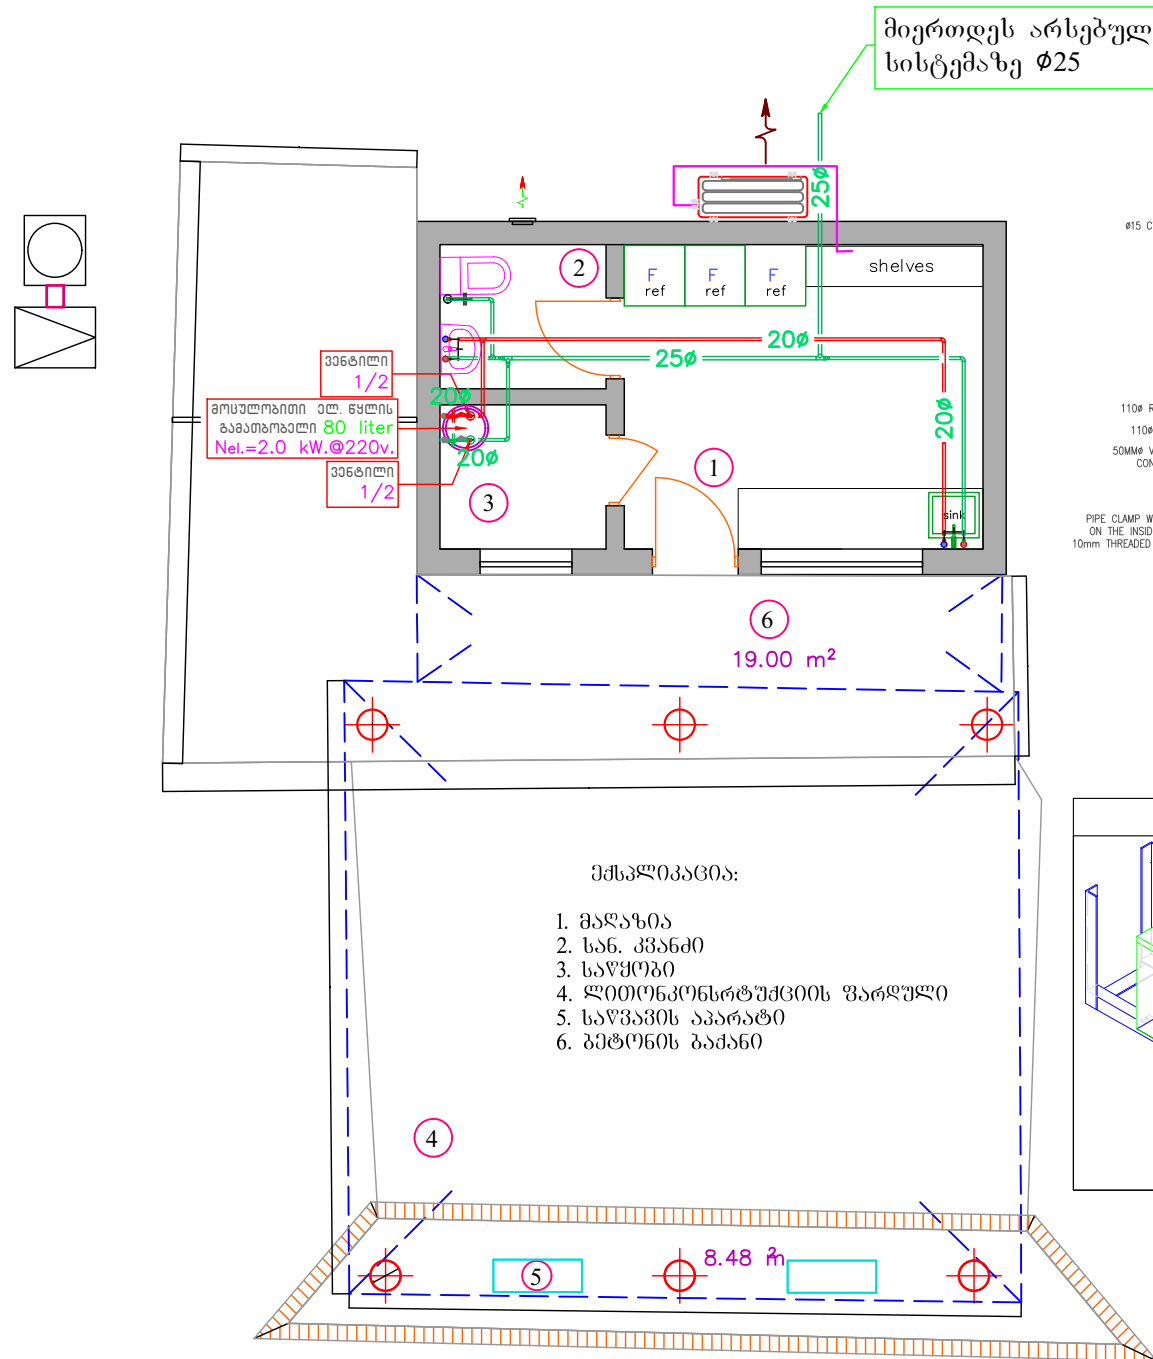 მიერთდეს არსებულ
სისტემაზე Ø25
25Ø
ø15 C
2
F
ref
F
ref
F
ref
shelves
20ø
25ø
ვენტილი
1/2
20ø
მოცულობითი ელ. წყლის
გამათბობელი 80 liter
Nel.=2.0 kW.@220v.
20ø
ვენტილი
1/2
3
1
20ø
sink
110ø R
110ø
50MMø V
CON
PIPE CLAMP W
ON THE INSID
10mm THREADED
6
19.00 m²
ექსპლიკაცია:
1. მაღაზია
2. სან. კვანძი
3. საწყობი
4. ლითონკონსრტუქციის ფარდული
5. საწვავის აპარატი
6. ბეტონის ბაქანი
4
8.48 m²
5